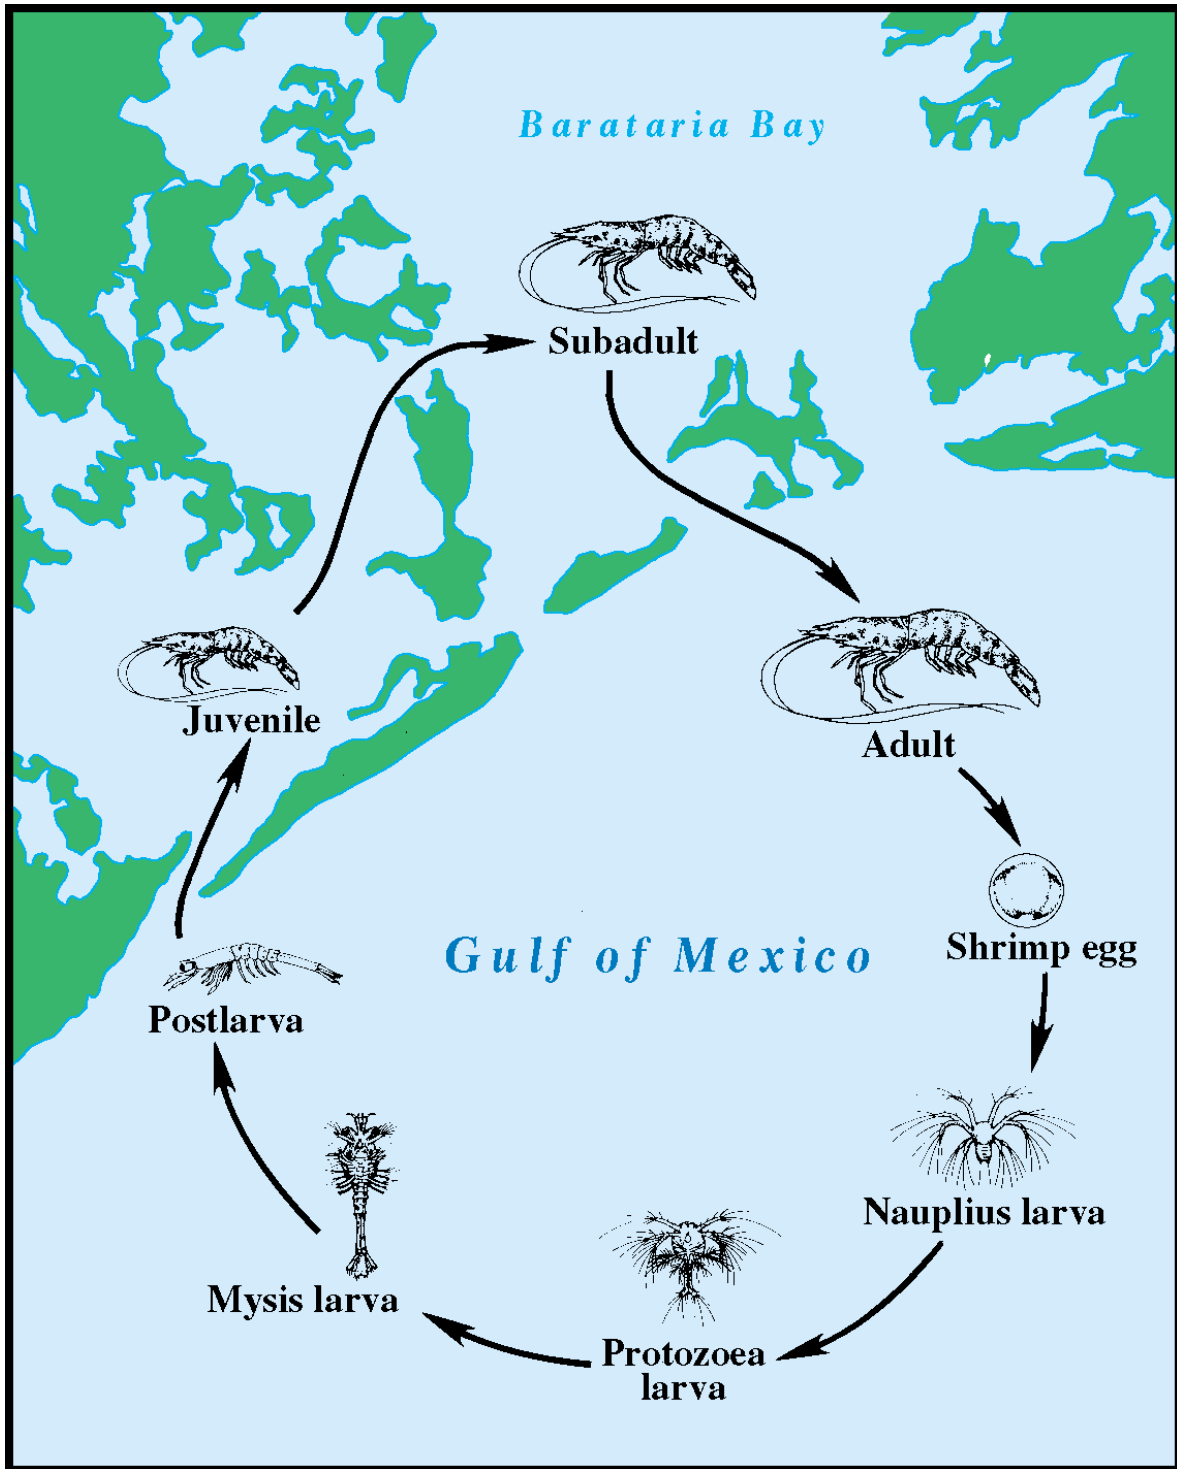 Barataria Bay
Subadult
Juvenile
Adult
Shrimp egg
Gulf of Mexico
Postlarva
Nauplius larva
Mysis larva
Protozoea
larva